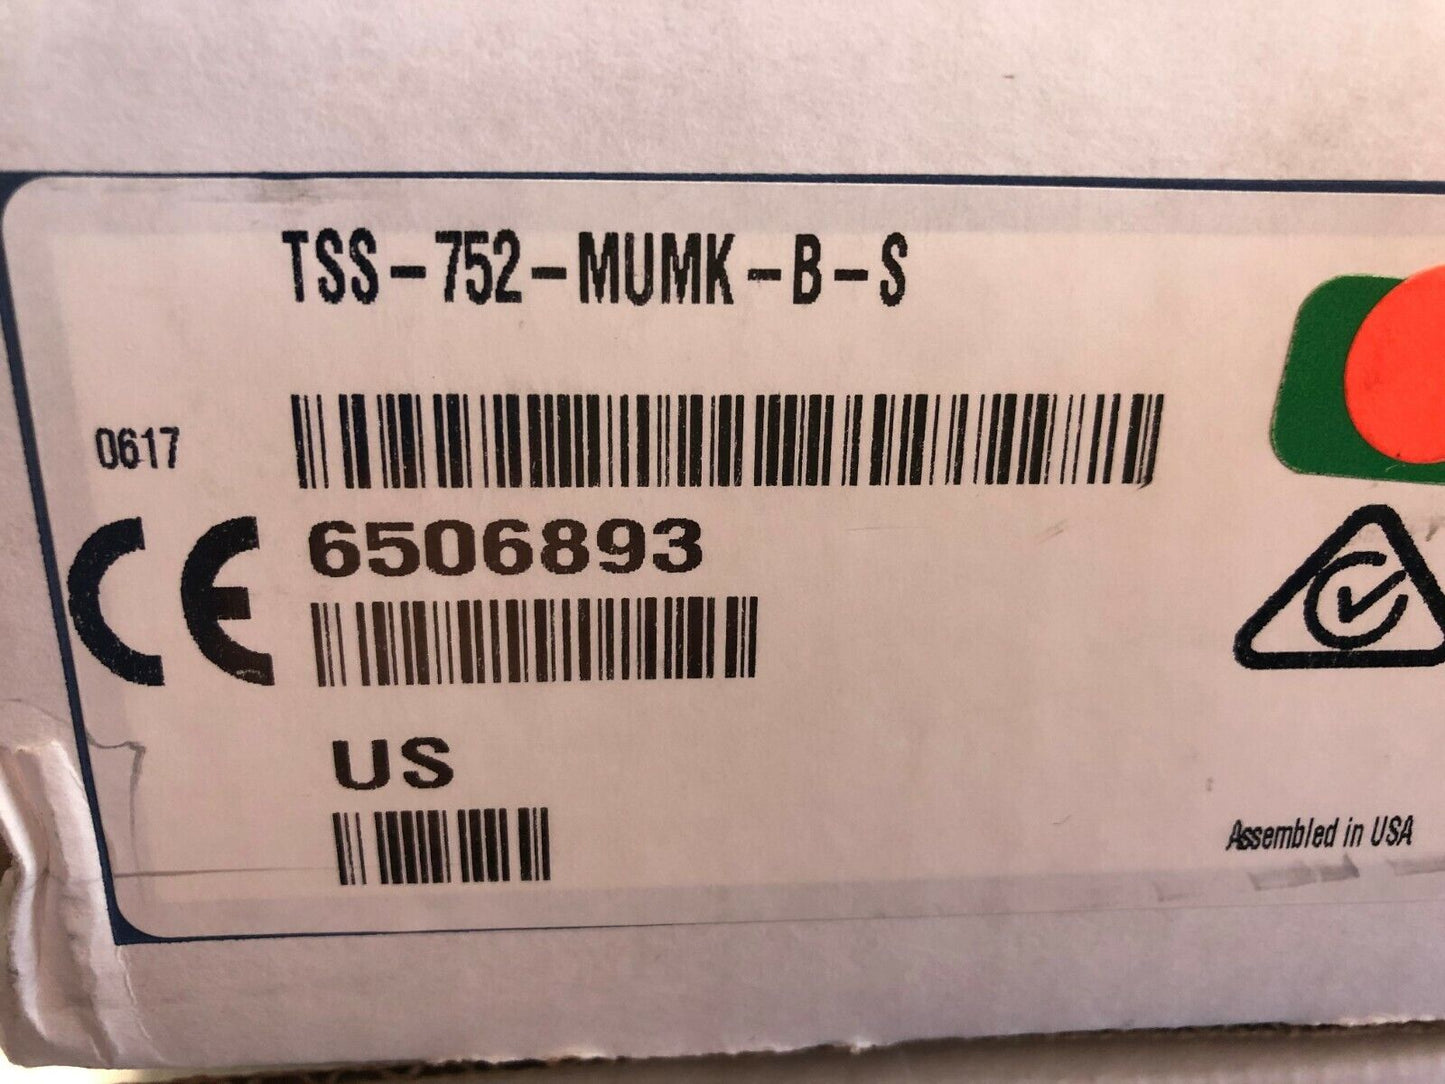 TSS-752-MUMK-B-S
0617
CE
6506893
US
Assembled in USA